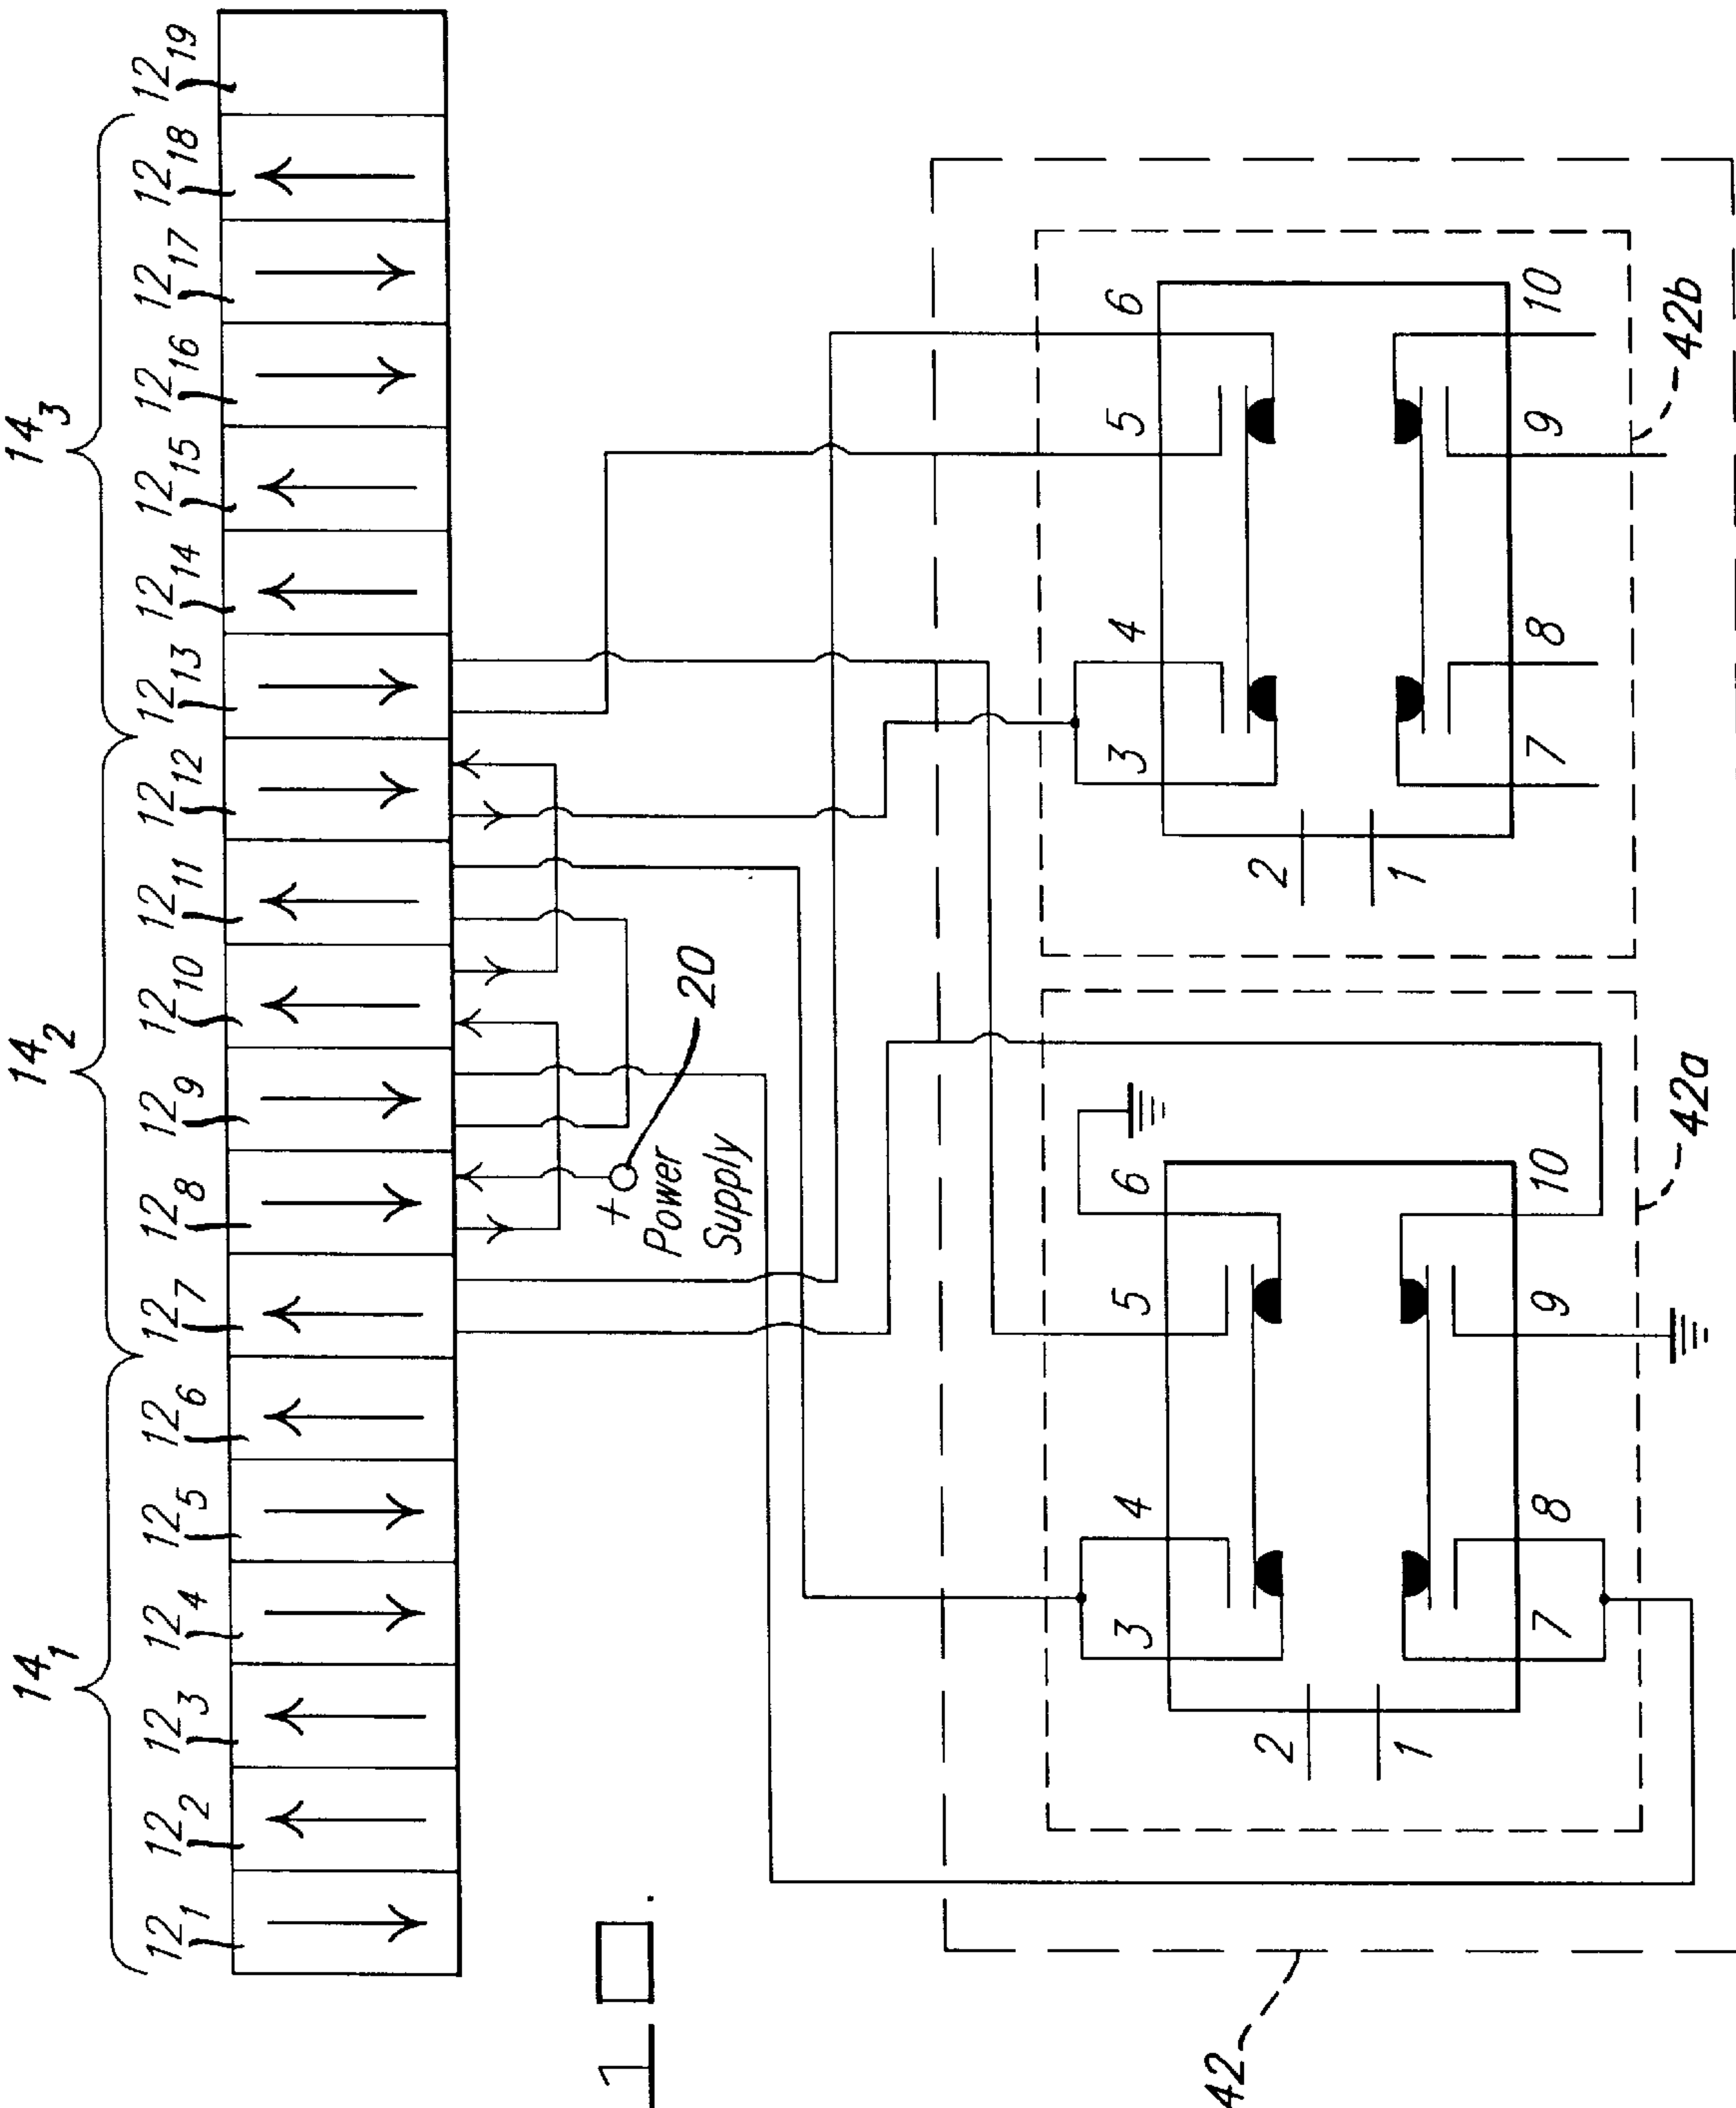 14₁ 14₂ 14₃
12₁ 12₂ 12₃ 12₄ 12₅ 12₆ 12₇ 12₈ 12₉ 12₁₀ 12₁₁ 12₁₂ 12₁₃ 12₁₄ 12₁₅ 12₁₆ 12₁₇ 12₁₈ 12₁₉
+
20
Power
Supply
3 4 5 6
2
1
7 8 9 10
42a
3 4 5 6
2
1
7 8 9 10
42b
42